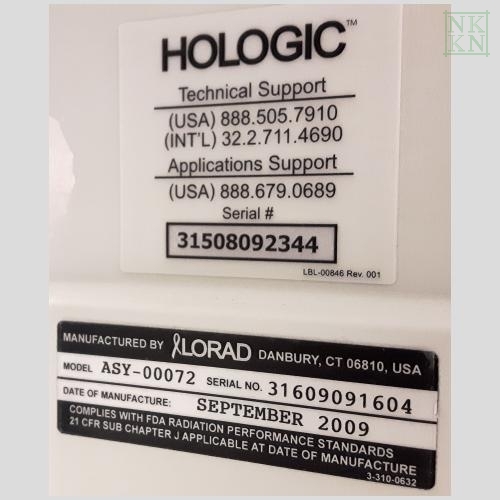 NK
KN
HOLOGIC™
Technical Support
(USA) 888.505.7910
(INT'L) 32.2.711.4690
Applications Support
(USA) 888.679.0689
Serial #
31508092344
LBL-00846 Rev. 001
MANUFACTURED BY LORAD DANBURY, CT 06810, USA
MODEL ASY-00072 SERIAL NO. 31609091604
DATE OF MANUFACTURE: SEPTEMBER 2009
COMPLIES WITH FDA RADIATION PERFORMANCE STANDARDS
21 CFR SUB CHAPTER J APPLICABLE AT DATE OF MANUFACTURE
3-310-0632